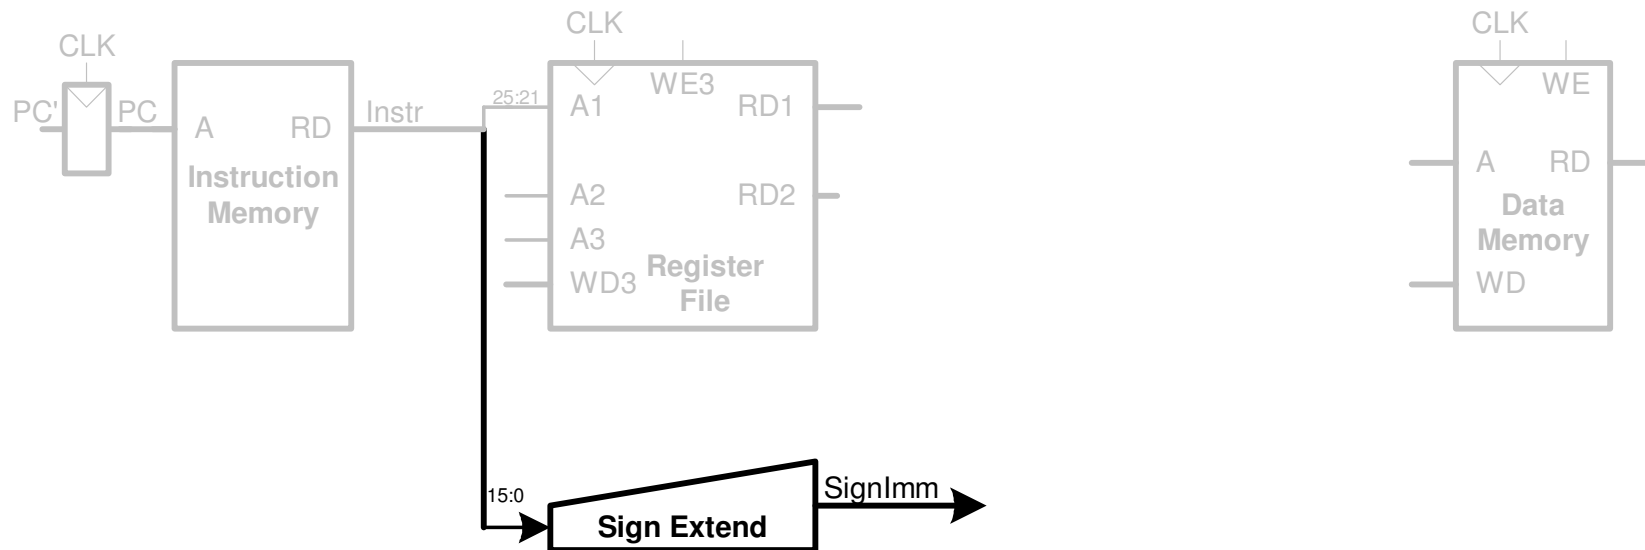 CLK
CLK
CLK
PC'
PC
A
RD
Instruction
Memory
Instr
25:21
A1
WE3
RD1
A2
RD2
A3
WD3
Register
File
WE
A
RD
Data
Memory
WD
15:0
Sign Extend
SignImm